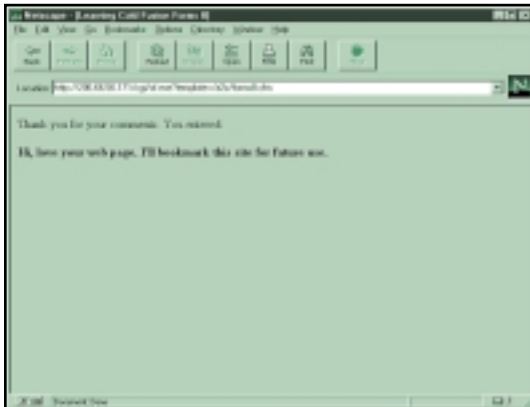 Netscape - [Learning Cold Fusion Forms 8]
File Edit View Go Bookmarks Options Directory Window Help
Back Reload Open Print Find
Location:
Thank you for your comments. You entered:
Hi, love your web page. I'll bookmark this site for future use.
Document: Done